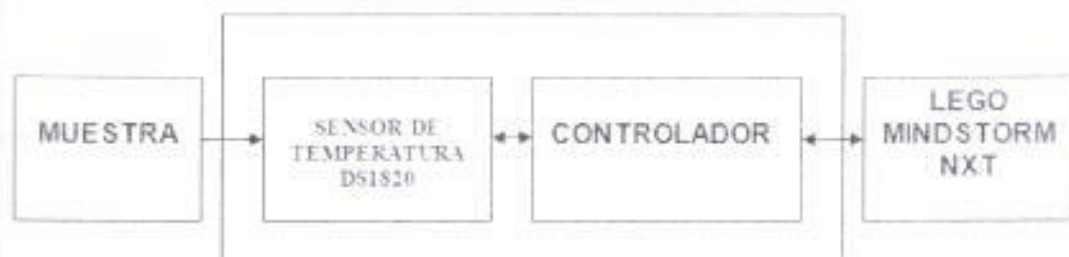 MUESTRA
SENSOR DE
TEMPERATURA
DS1820
CONTROLADOR
LEGO
MINDSTORM
NXT